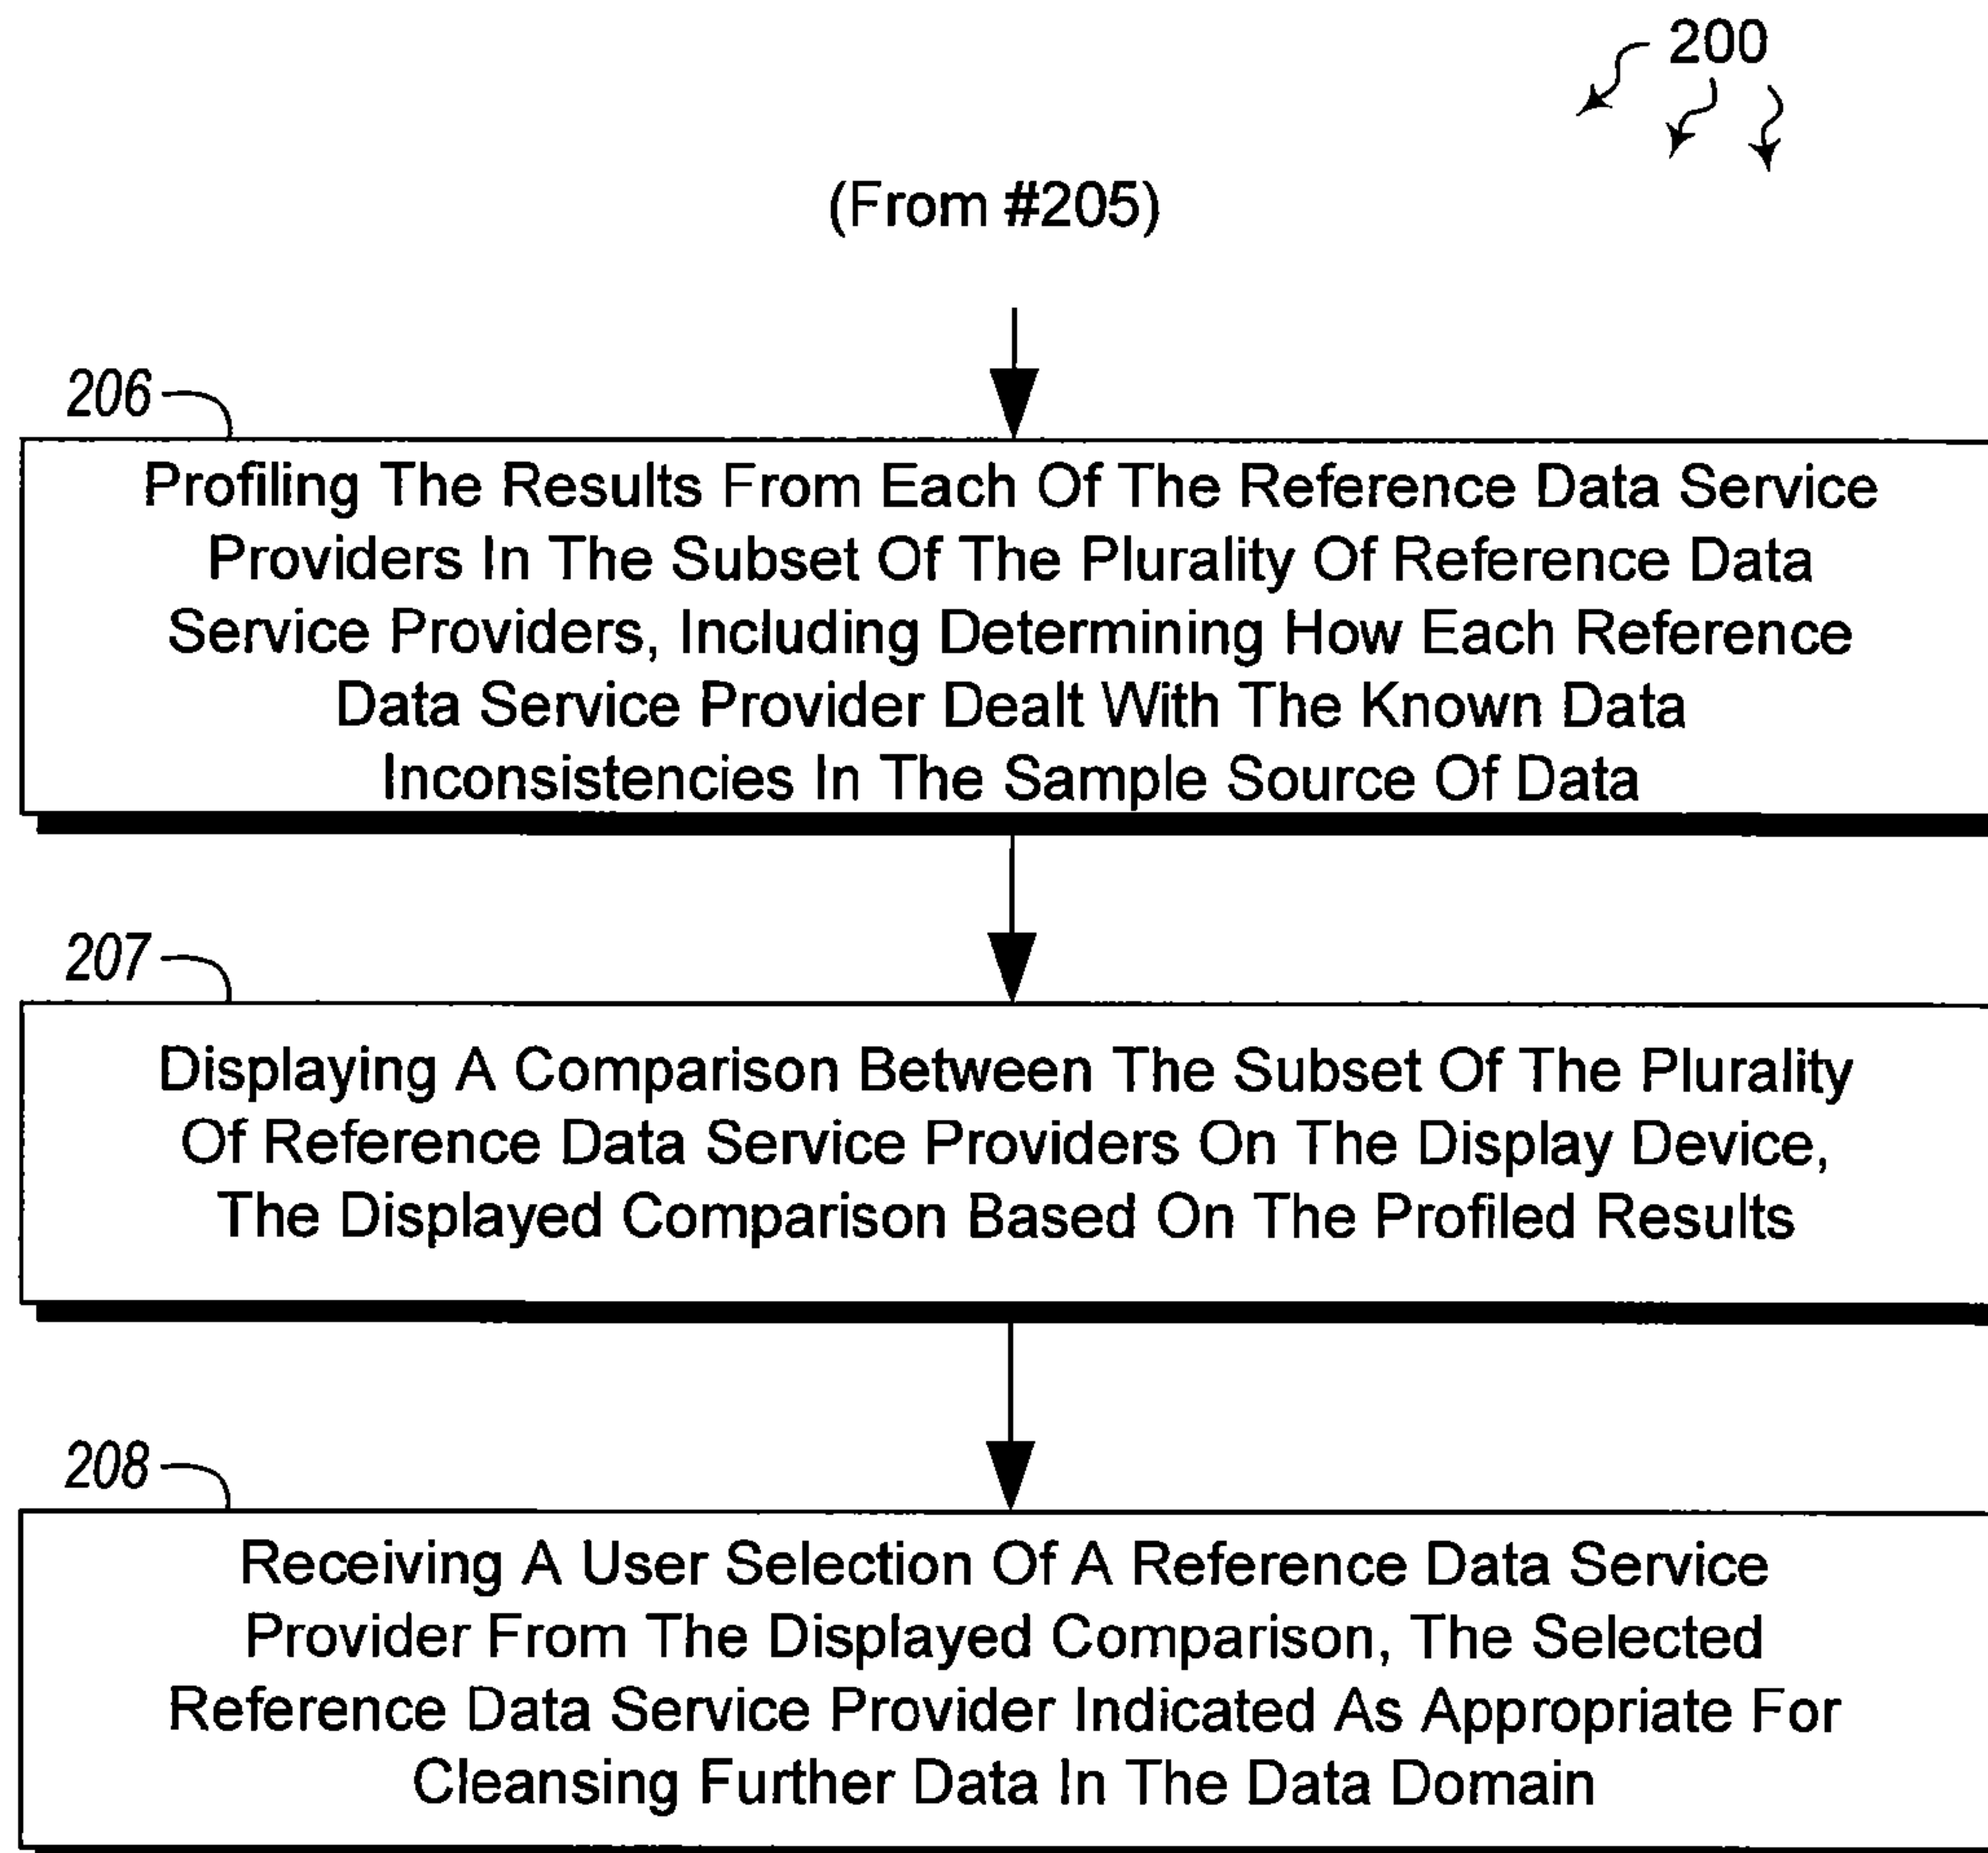 200
(From #205)
206
Profiling The Results From Each Of The Reference Data Service
Providers In The Subset Of The Plurality Of Reference Data
Service Providers, Including Determining How Each Reference
Data Service Provider Dealt With The Known Data
Inconsistencies In The Sample Source Of Data
207
Displaying A Comparison Between The Subset Of The Plurality
Of Reference Data Service Providers On The Display Device,
The Displayed Comparison Based On The Profiled Results
208
Receiving A User Selection Of A Reference Data Service
Provider From The Displayed Comparison, The Selected
Reference Data Service Provider Indicated As Appropriate For
Cleansing Further Data In The Data Domain